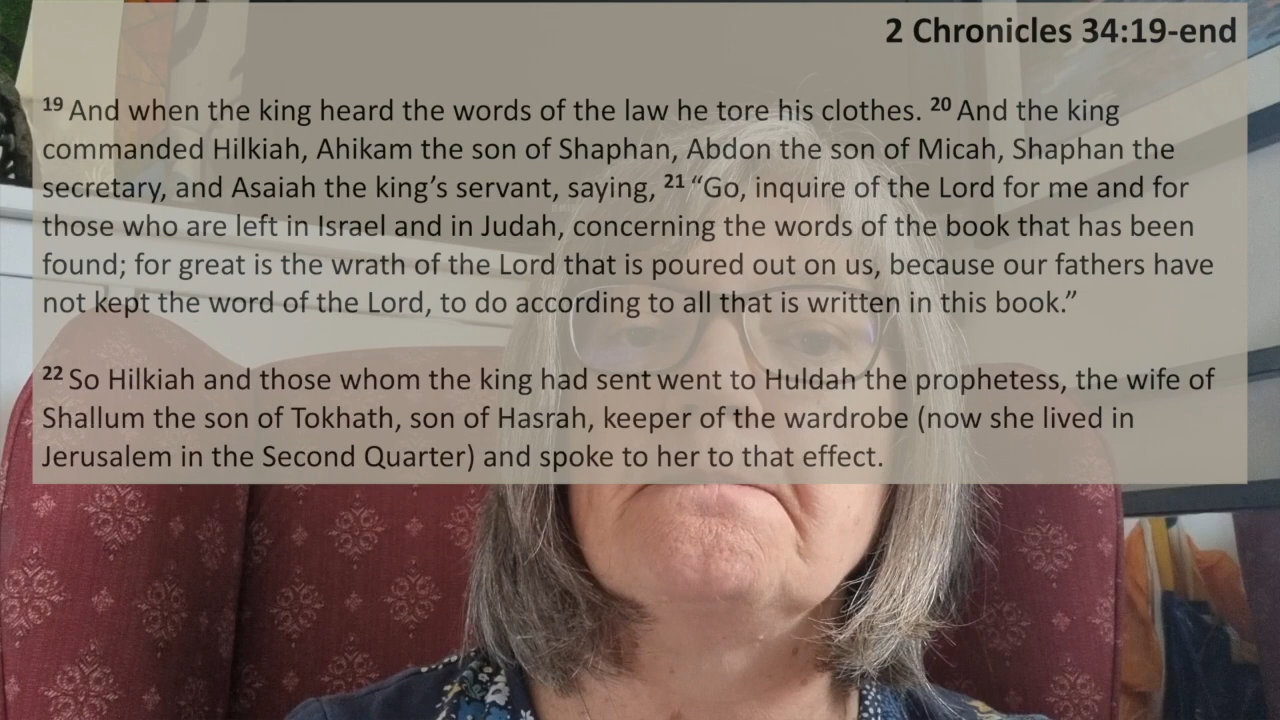 2 Chronicles 34:19-end
19 And when the king heard the words of the law he tore his clothes. 20 And the king
commanded Hilkiah, Ahikam the son of Shaphan, Abdon the son of Micah, Shaphan the
secretary, and Asaiah the king’s servant, saying, 21 “Go, inquire of the Lord for me and for
those who are left in Israel and in Judah, concerning the words of the book that has been
found; for great is the wrath of the Lord that is poured out on us, because our fathers have
not kept the word of the Lord, to do according to all that is written in this book.”
22 So Hilkiah and those whom the king had sent went to Huldah the prophetess, the wife of
Shallum the son of Tokhath, son of Hasrah, keeper of the wardrobe (now she lived in
Jerusalem in the Second Quarter) and spoke to her to that effect.